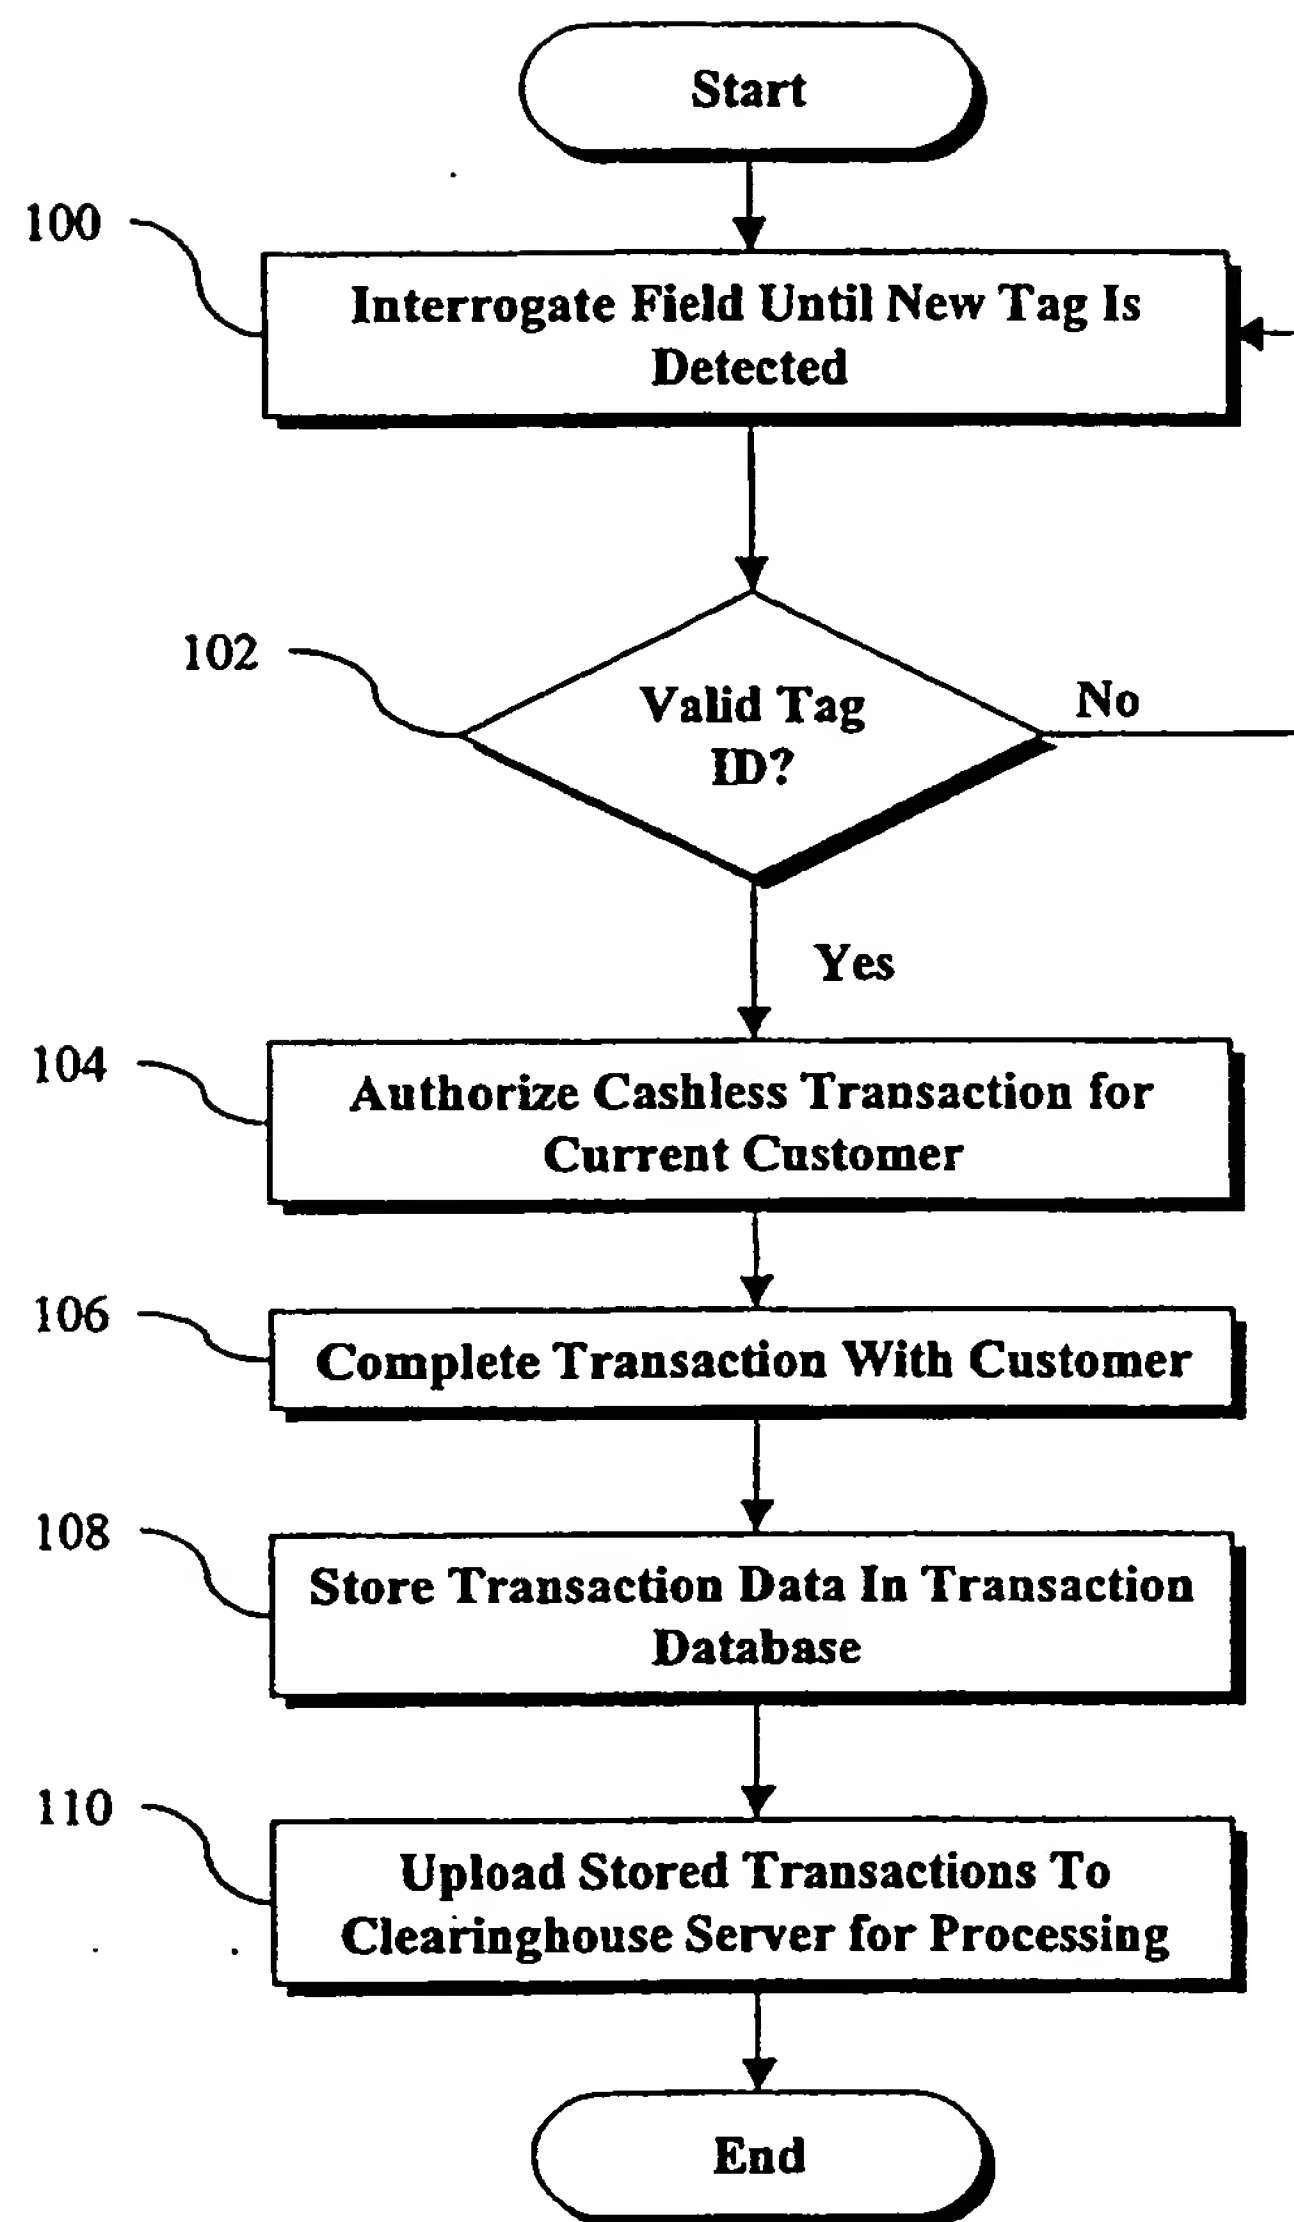 Start
100
Interrogate Field Until New Tag Is
Detected
102
Valid Tag
ID?
No
Yes
104
Authorize Cashless Transaction for
Current Customer
106
Complete Transaction With Customer
108
Store Transaction Data In Transaction
Database
110
Upload Stored Transactions To
Clearinghouse Server for Processing
End